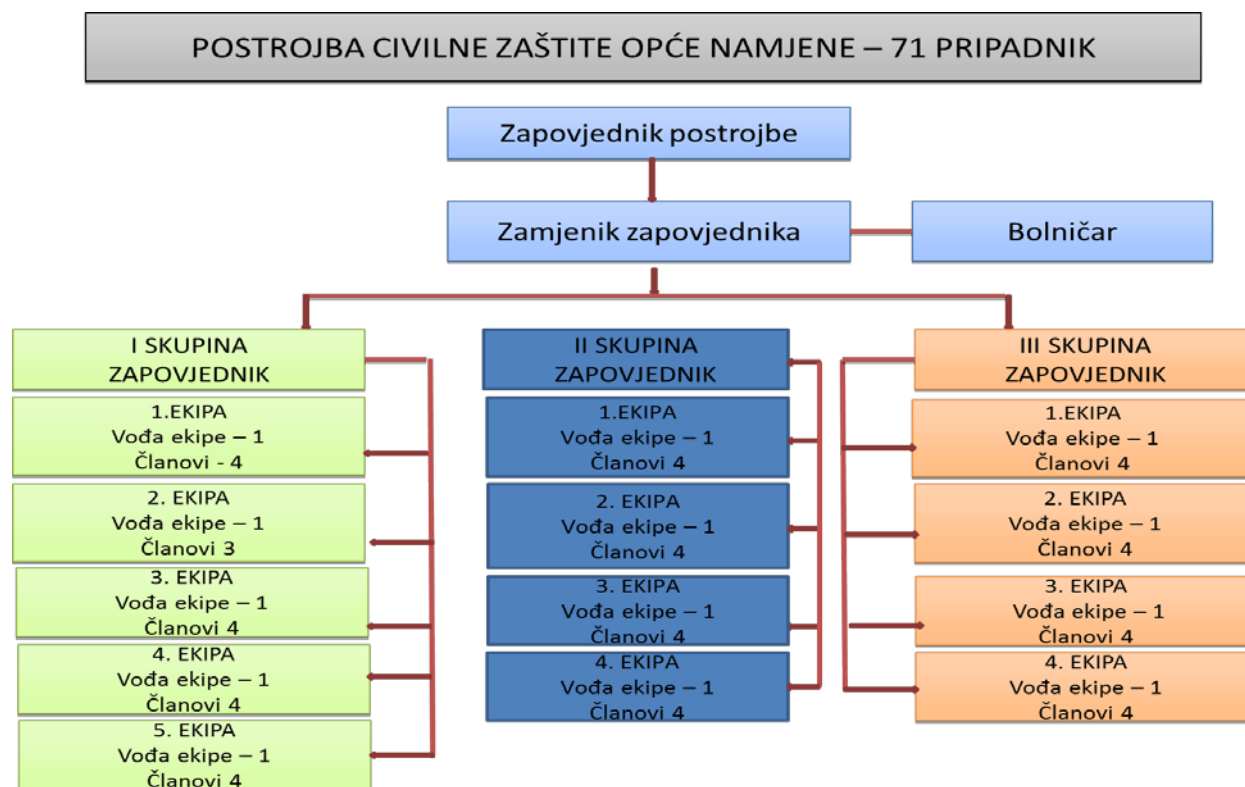 POSTROJBA CIVILNE ZAŠTITE OPĆE NAMJENE – 71 PRIPADNIK
Zapovjednik postrojbe
Zamjenik zapovjednika
Bolničar
I SKUPINA
ZAPOVJEDNIK
1.EKIPA
Vođa ekipe – 1
Članovi - 4
2. EKIPA
Vođa ekipe – 1
Članovi 3
3. EKIPA
Vođa ekipe – 1
Članovi 4
4. EKIPA
Vođa ekipe – 1
Članovi 4
5. EKIPA
Vođa ekipe – 1
Članovi 4
II SKUPINA
ZAPOVJEDNIK
1.EKIPA
Vođa ekipe – 1
Članovi 4
2. EKIPA
Vođa ekipe – 1
Članovi 4
3. EKIPA
Vođa ekipe – 1
Članovi 4
4. EKIPA
Vođa ekipe – 1
Članovi 4
III SKUPINA
ZAPOVJEDNIK
1.EKIPA
Vođa ekipe – 1
Članovi 4
2. EKIPA
Vođa ekipe – 1
Članovi 4
3. EKIPA
Vođa ekipe – 1
Članovi 4
4. EKIPA
Vođa ekipe – 1
Članovi 4